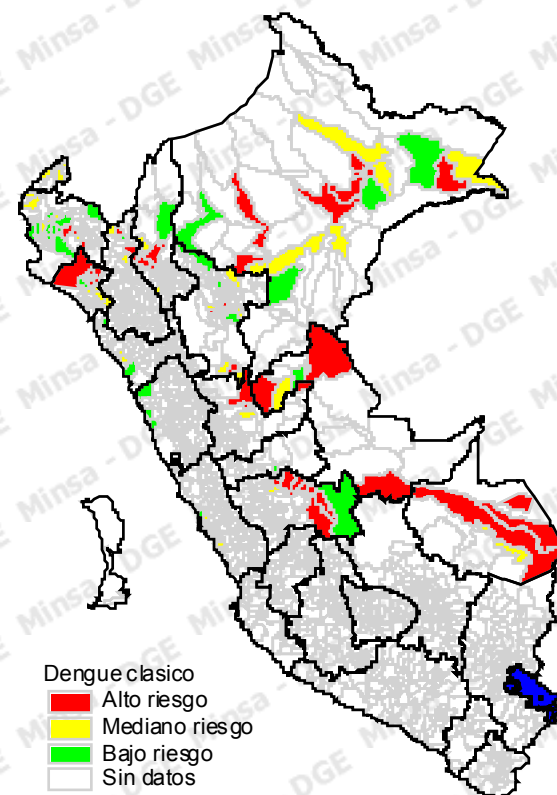 Minsa - DGE
Dengue clasico
Alto riesgo
Mediano riesgo
Bajo riesgo
Sin datos